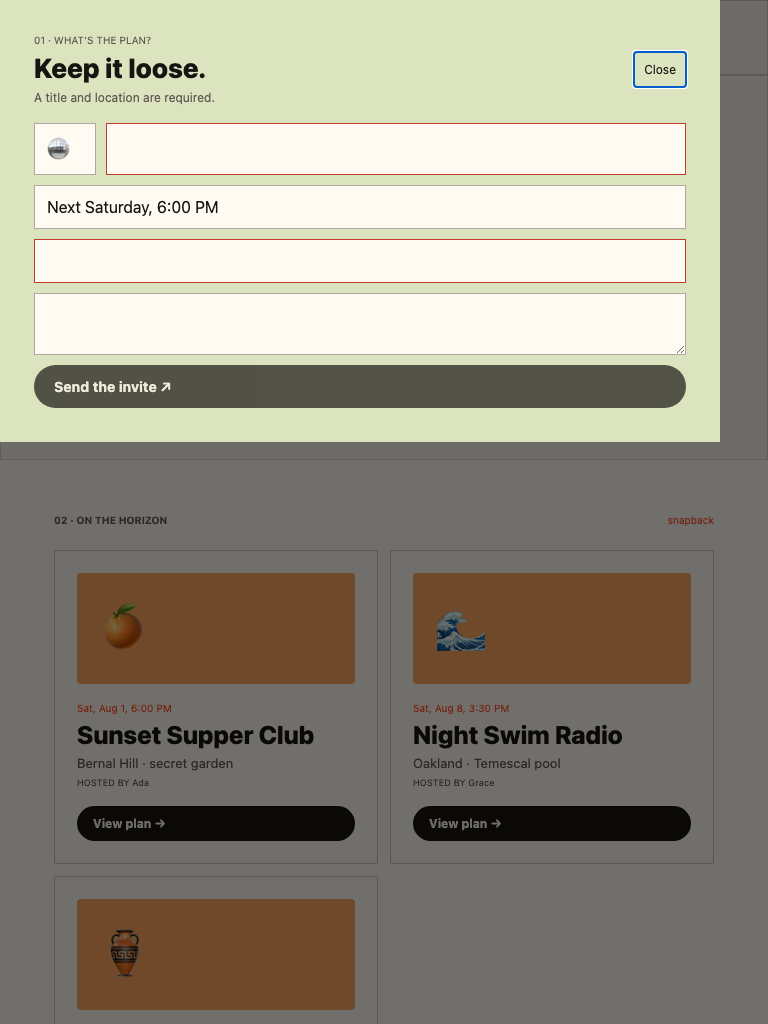 01 · WHAT'S THE PLAN?
Keep it loose.
A title and location are required.
Close
Next Saturday, 6:00 PM
Send the invite ↗
02 · ON THE HORIZON
snapback
Sat, Aug 1, 6:00 PM
Sunset Supper Club
Bernal Hill · secret garden
HOSTED BY Ada
View plan →
Sat, Aug 8, 3:30 PM
Night Swim Radio
Oakland · Temescal pool
HOSTED BY Grace
View plan →